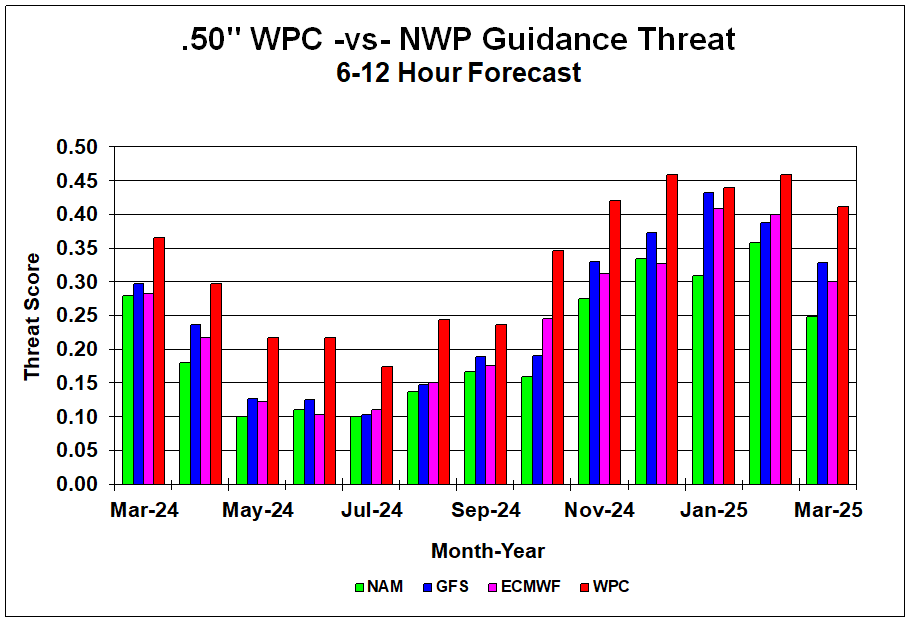 .50" WPC -vs- NWP Guidance Threat
6-12 Hour Forecast
Threat Score
0.50
0.45
0.40
0.35
0.30
0.25
0.20
0.15
0.10
0.05
0.00
Mar-24 May-24 Jul-24 Sep-24 Nov-24 Jan-25 Mar-25
Month-Year
NAM GFS ECMWF WPC